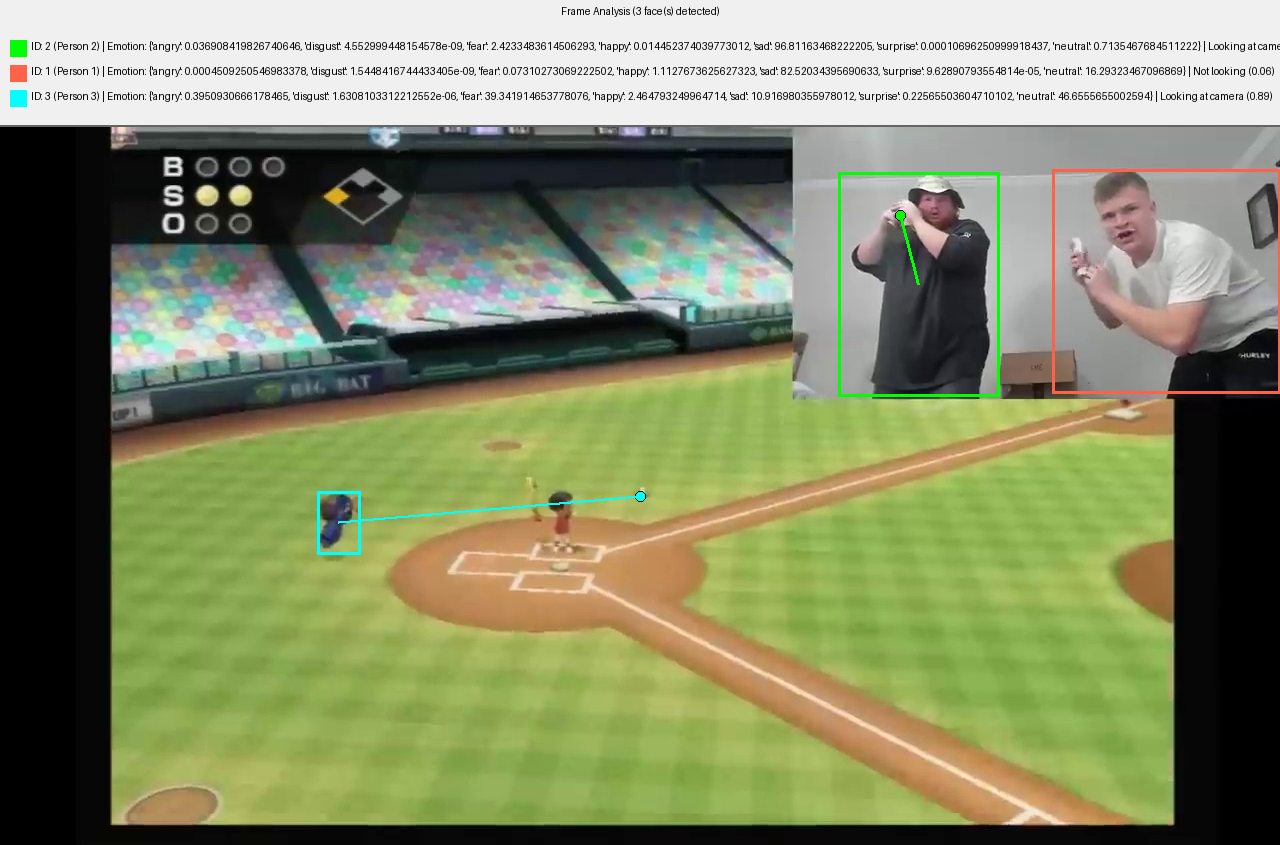 Frame Analysis (3 face(s) detected)
ID: 2 (Person 2) | Emotion: {'angry': 0.036908419826740646, 'disgust': 4.552999448154578e-09, 'fear': 2.4233483614506293, 'happy': 0.014452374039773012, 'sad': 96.81163468222205, 'surprise': 0.00010696250999918437, 'neutral': 0.7135467684511222} | Looking at came
ID: 1 (Person 1) | Emotion: {'angry': 0.0004509250546983378, 'disgust': 1.5448416744433405e-09, 'fear': 0.07310273069222502, 'happy': 1.1127673625627323, 'sad': 82.52034395690633, 'surprise': 9.62890793554814e-05, 'neutral': 16.29323467096869} | Not looking (0.06)
ID: 3 (Person 3) | Emotion: {'angry': 0.3950930666178465, 'disgust': 1.6308103312212552e-06, 'fear': 39.341914653778076, 'happy': 2.464793249964714, 'sad': 10.916980355978012, 'surprise': 0.22565503604710102, 'neutral': 46.6555655002594} | Looking at camera (0.89)
B
S
O
BIG BAT
UP!
HURLEY